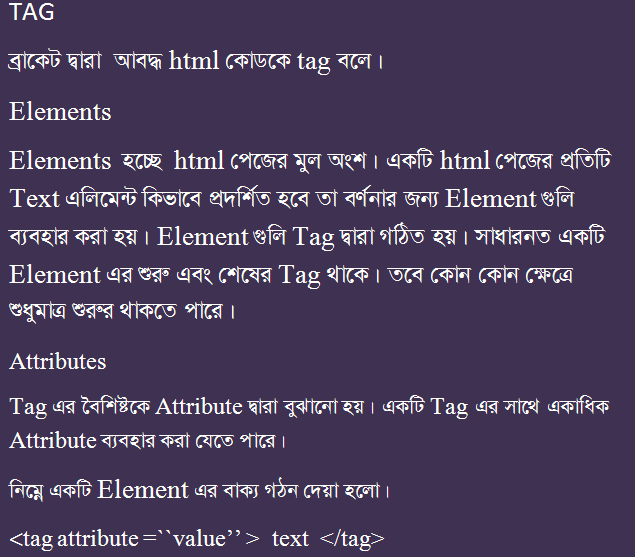 TAG
ব্রাকেট দ্বারা আবদ্ধ html কোডকে tag বলে।
Elements
Elements হচ্ছে html পেজের মুল অংশ। একটি html পেজের প্রতিটি
Text এলিমেন্ট কিভাবে প্রদর্শিত হবে তা বর্ণনার জন্য Element গুলি
ব্যবহার করা হয়। Element গুলি Tag দ্বারা গঠিত হয়। সাধারনত একটি
Element এর শুরু এবং শেষের Tag থাকে। তবে কোন কোন ক্ষেত্রে
শুধুমাত্র শুরুর থাকতে পারে।
Attributes
Tag এর বৈশিষ্টকে Attribute দ্বারা বুঝানো হয়। একটি Tag এর সাথে একাধিক
Attribute ব্যবহার করা যেতে পারে।
নিম্নে একটি Element এর বাক্য গঠন দেয়া হলো।
<tag attribute =``value’’ > text </tag>